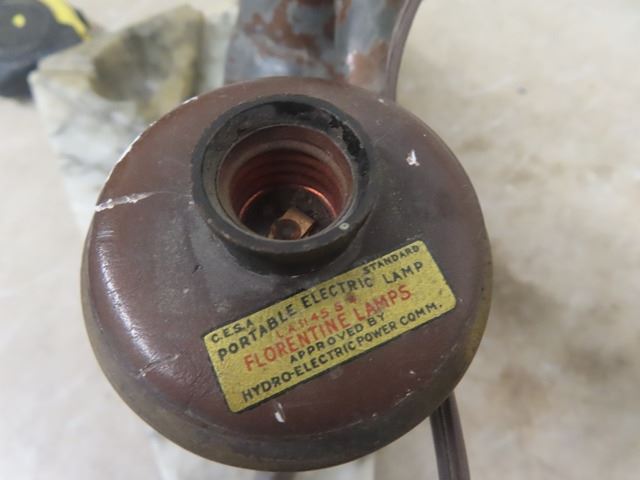 C.E.S.A. STANDARD
PORTABLE ELECTRIC LAMP
FLORENTINE LAMPS
APPROVED BY
HYDRO-ELECTRIC POWER COMM.